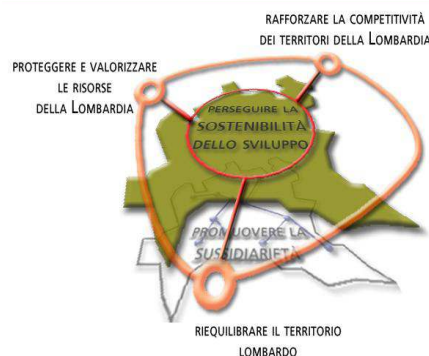 RAFFORZARE LA COMPETITIVITÀ
DEI TERRITORI DELLA LOMBARDIA
PROTEGGERE E VALORIZZARE
LE RISORSE
DELLA LOMBARDIA
PERSEGUIRE LA
SOSTENIBILITÀ
DELLO SVILUPPO
PROMUOVERE LA
SUSSIDIARIETÀ
RIEQUILIBRARE IL TERRITORIO
LOMBARDO